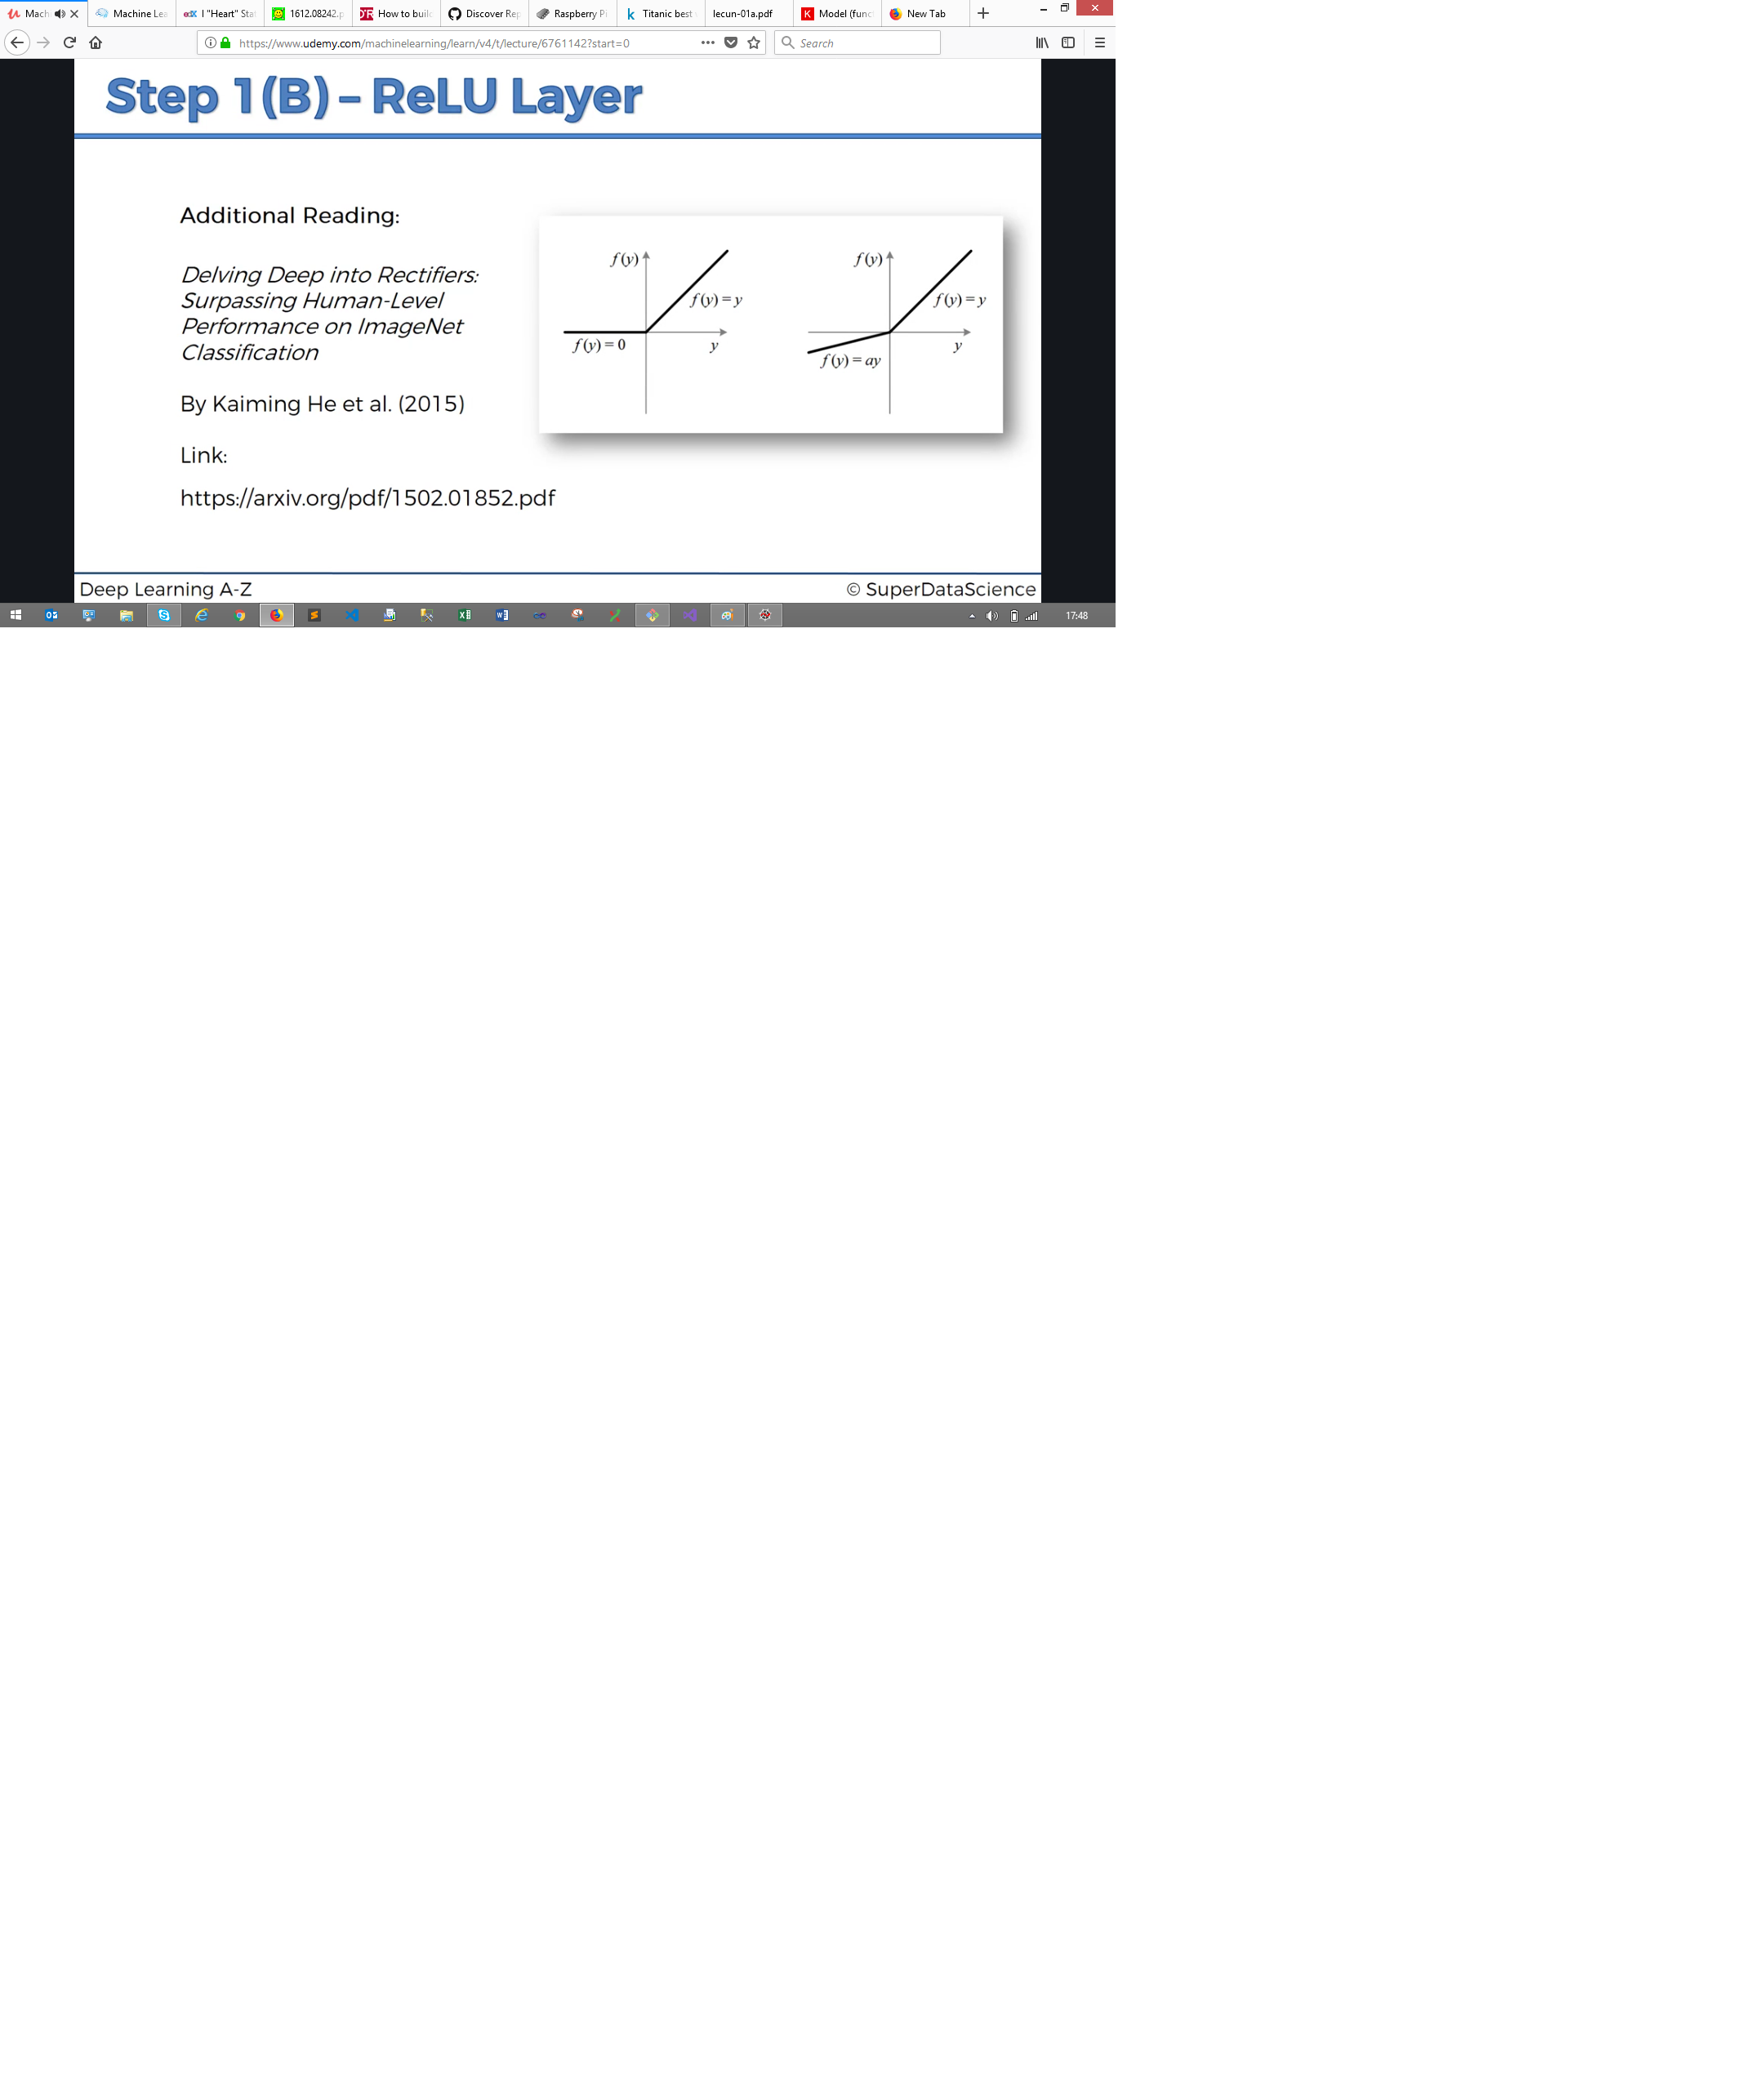 Mach
Machine Lea
I "Heart" Stat
1612.08242.p
How to build
Discover Rep
Raspberry Pi
Titanic best
lecun-01a.pdf
Model (func
New Tab
https://www.udemy.com/machinelearning/learn/v4/t/lecture/6761142?start=0
Search
Step 1(B) – ReLU Layer
Additional Reading:
Delving Deep into Rectifiers:
Surpassing Human-Level
Performance on ImageNet
Classification
By Kaiming He et al. (2015)
Link:
https://arxiv.org/pdf/1502.01852.pdf
f(y)
f(y) = y
f(y) = 0
y
f(y)
f(y) = y
f(y) = ay
y
Deep Learning A-Z
© SuperDataScience
17:48